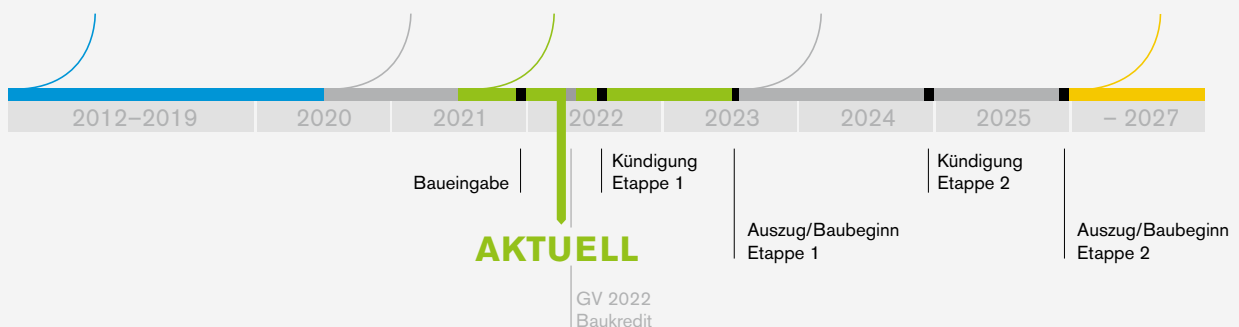 2012–2019 2020 2021 2022 2023 2024 2025 – 2027
Baueingabe
Kündigung
Etappe 1
Kündigung
Etappe 2
AKTUELL
Auszug/Baubeginn
Etappe 1
Auszug/Baubeginn
Etappe 2
GV 2022
Baukredit